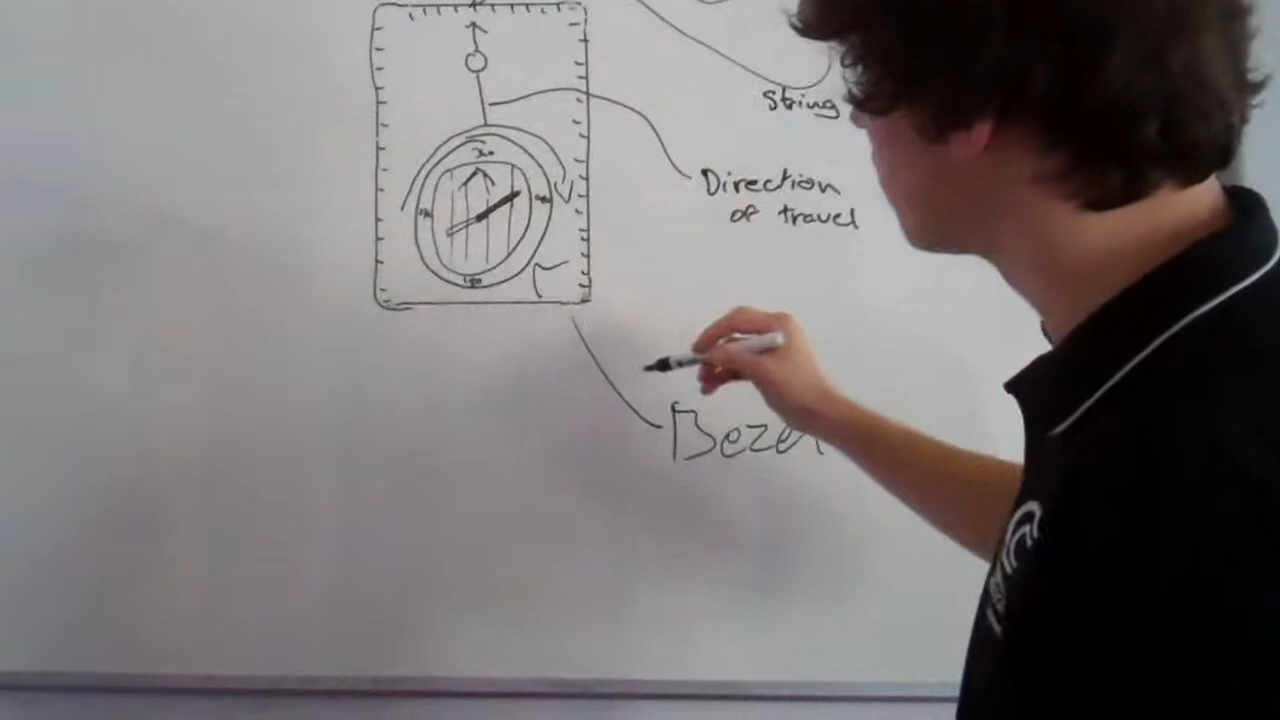 String
Direction
of travel
Bezel